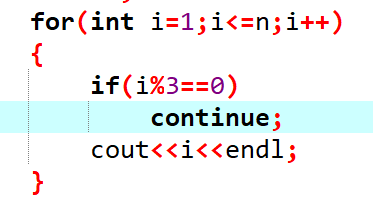 for(int i=1;i<=n;i++)
{
    if(i%3==0)
        continue;
    cout<<i<<endl;
}